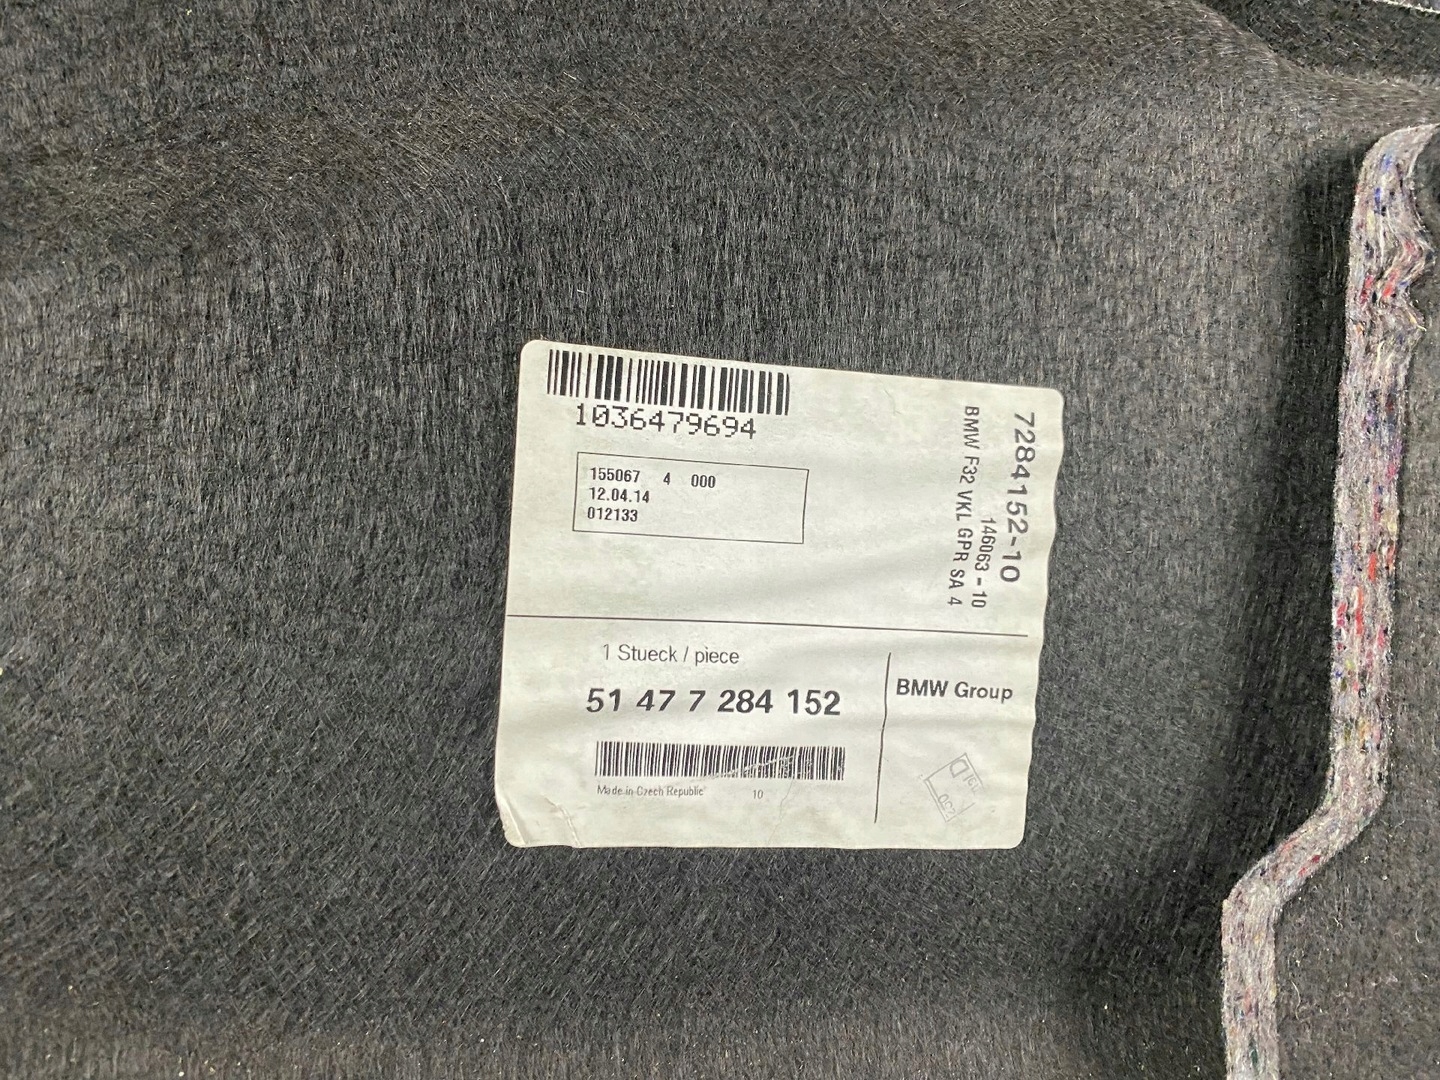 1036479694
155067 4 000
12.04.14
012133
7284152-10
146063 - 10
BMW F32 VKL GPR SA 4
1 Stueck / piece
51 47 7 284 152
BMW Group
Made in Czech Republic 10